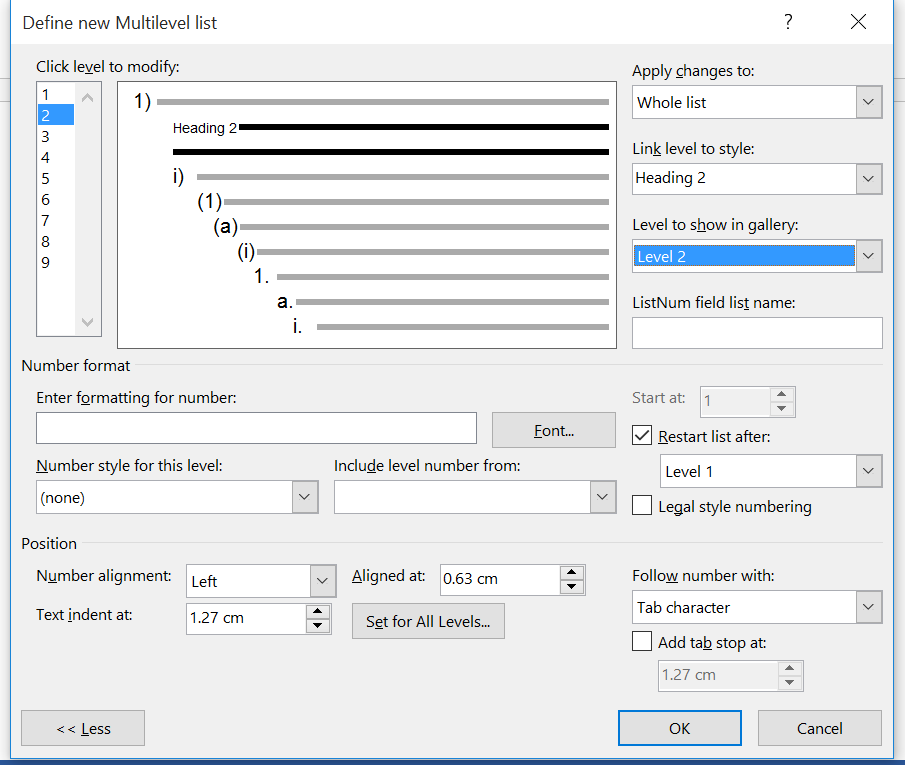 Define new Multilevel list
?
Click level to modify:
1
2
3
4
5
6
7
8
9
1)
Heading 2
i)
(1)
(a)
(i)
1.
a.
i.
Apply changes to:
Whole list
Link level to style:
Heading 2
Level to show in gallery:
Level 2
ListNum field list name:
Number format
Enter formatting for number:
Font...
Number style for this level:
(none)
Include level number from:
Start at:
1
Restart list after:
Level 1
Legal style numbering
Position
Number alignment:
Left
Aligned at:
0.63 cm
Text indent at:
1.27 cm
Set for All Levels...
Follow number with:
Tab character
Add tab stop at:
1.27 cm
<< Less
OK
Cancel